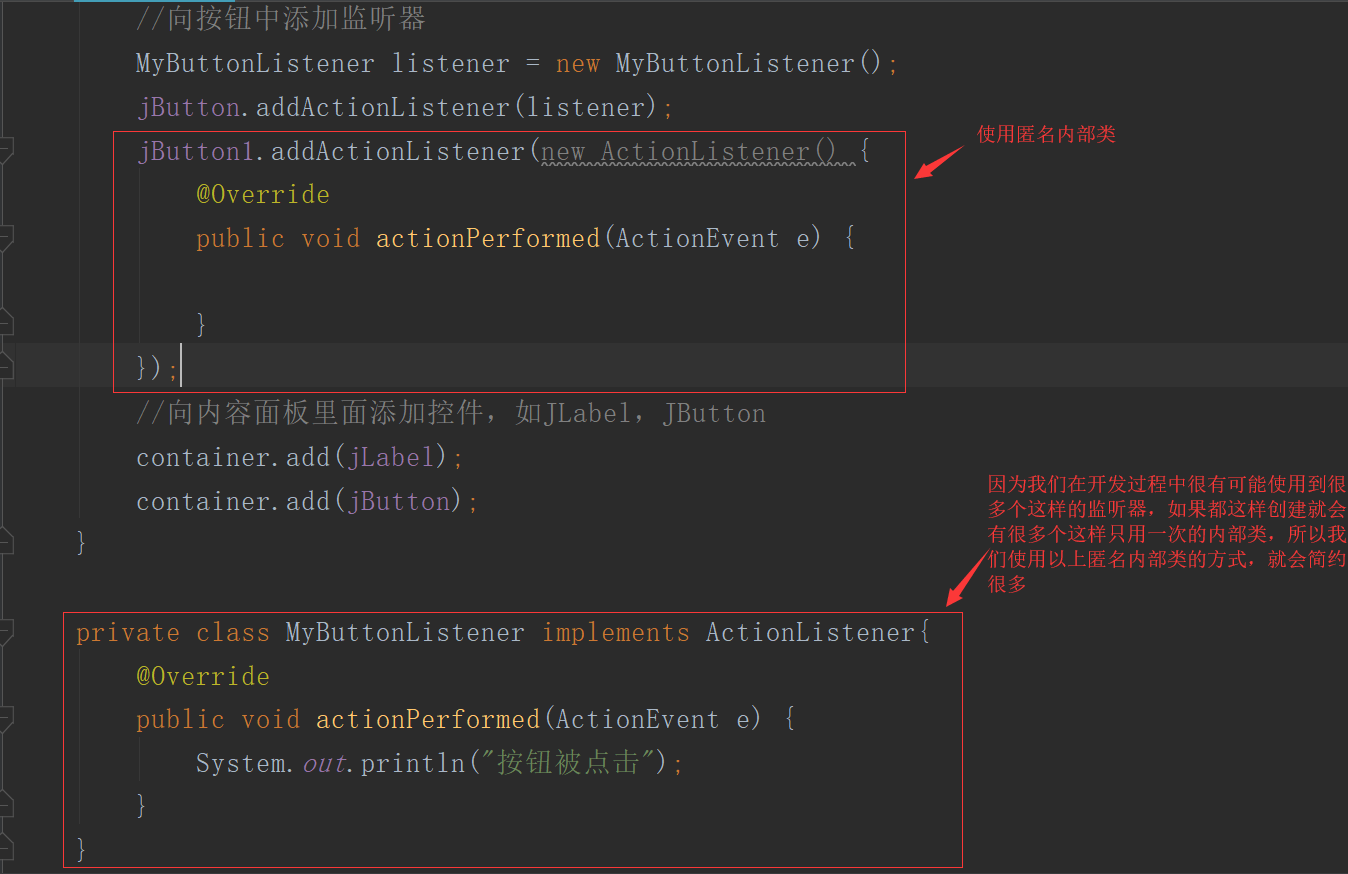 //向按钮中添加监听器
MyButtonListener listener = new MyButtonListener();
jButton.addActionListener(listener);
jButton1.addActionListener(new ActionListener() {
使用匿名内部类
@Override
public void actionPerformed(ActionEvent e) {
}
});
//向内容面板里面添加控件，如JLabel，JButton
container.add(jLabel);
container.add(jButton);
}
因为我们在开发过程中很有可能使用到很
多个这样的监听器，如果都这样创建就会
有很多个这样只用一次的内部类，所以我
们使用以上匿名内部类的方式，就会简约
很多
private class MyButtonListener implements ActionListener{
@Override
public void actionPerformed(ActionEvent e) {
System.out.println("按钮被点击");
}
}